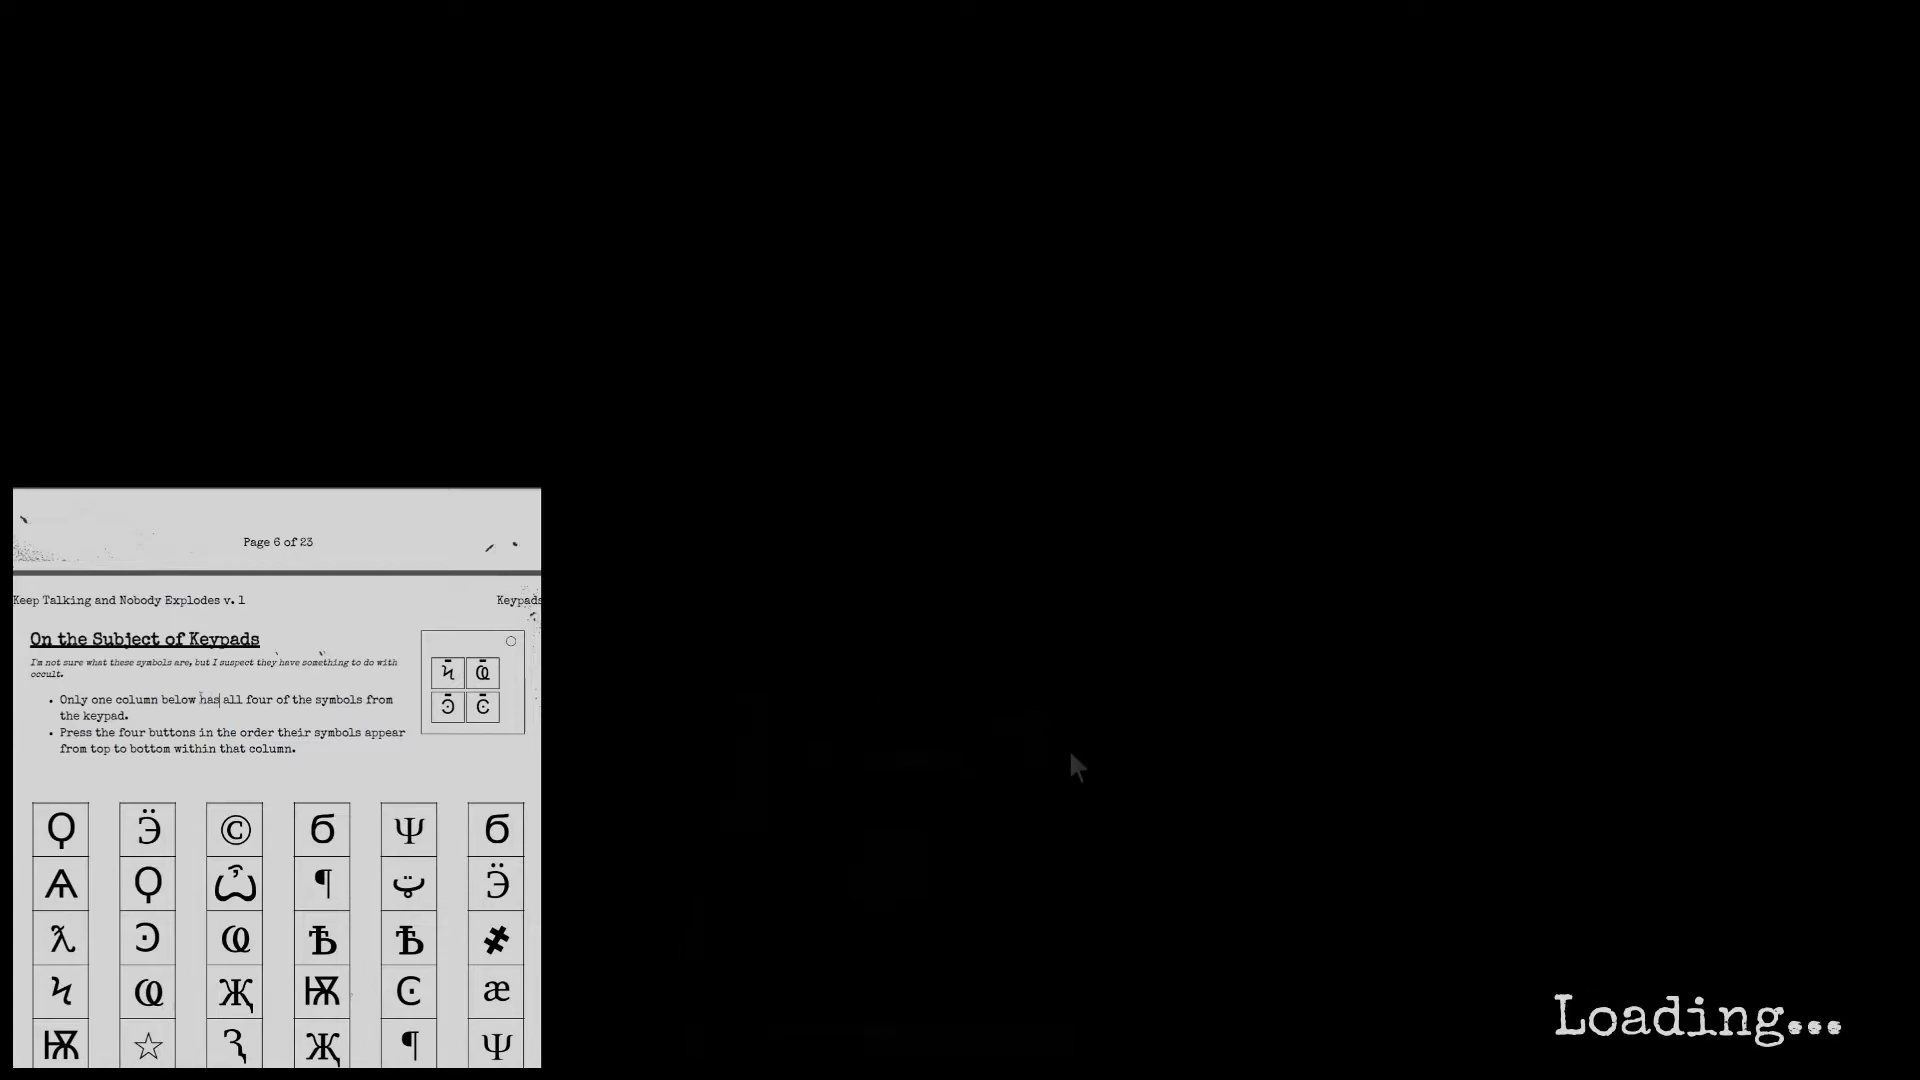 Page 6 of 23
Keep Talking and Nobody Explodes v. 1
Keypads
On the Subject of Keypads
I'm not sure what these symbols are, but I suspect they have something to do with
occult.
• Only one column below has all four of the symbols from
the keypad.
• Press the four buttons in the order their symbols appear
from top to bottom within that column.
Ϟ Ҩ
Ͽ Ͼ
Ϙ Ӭ © б Ψ б
Ѧ Ϙ Ѽ ¶ ټ Ӭ
ƛ Ͽ Ҩ Ѣ Ѣ ҂
Ϟ Ҩ Җ Ѭ Ͼ æ
Ѭ ☆ Ԇ Җ ¶ Ψ
Loading...